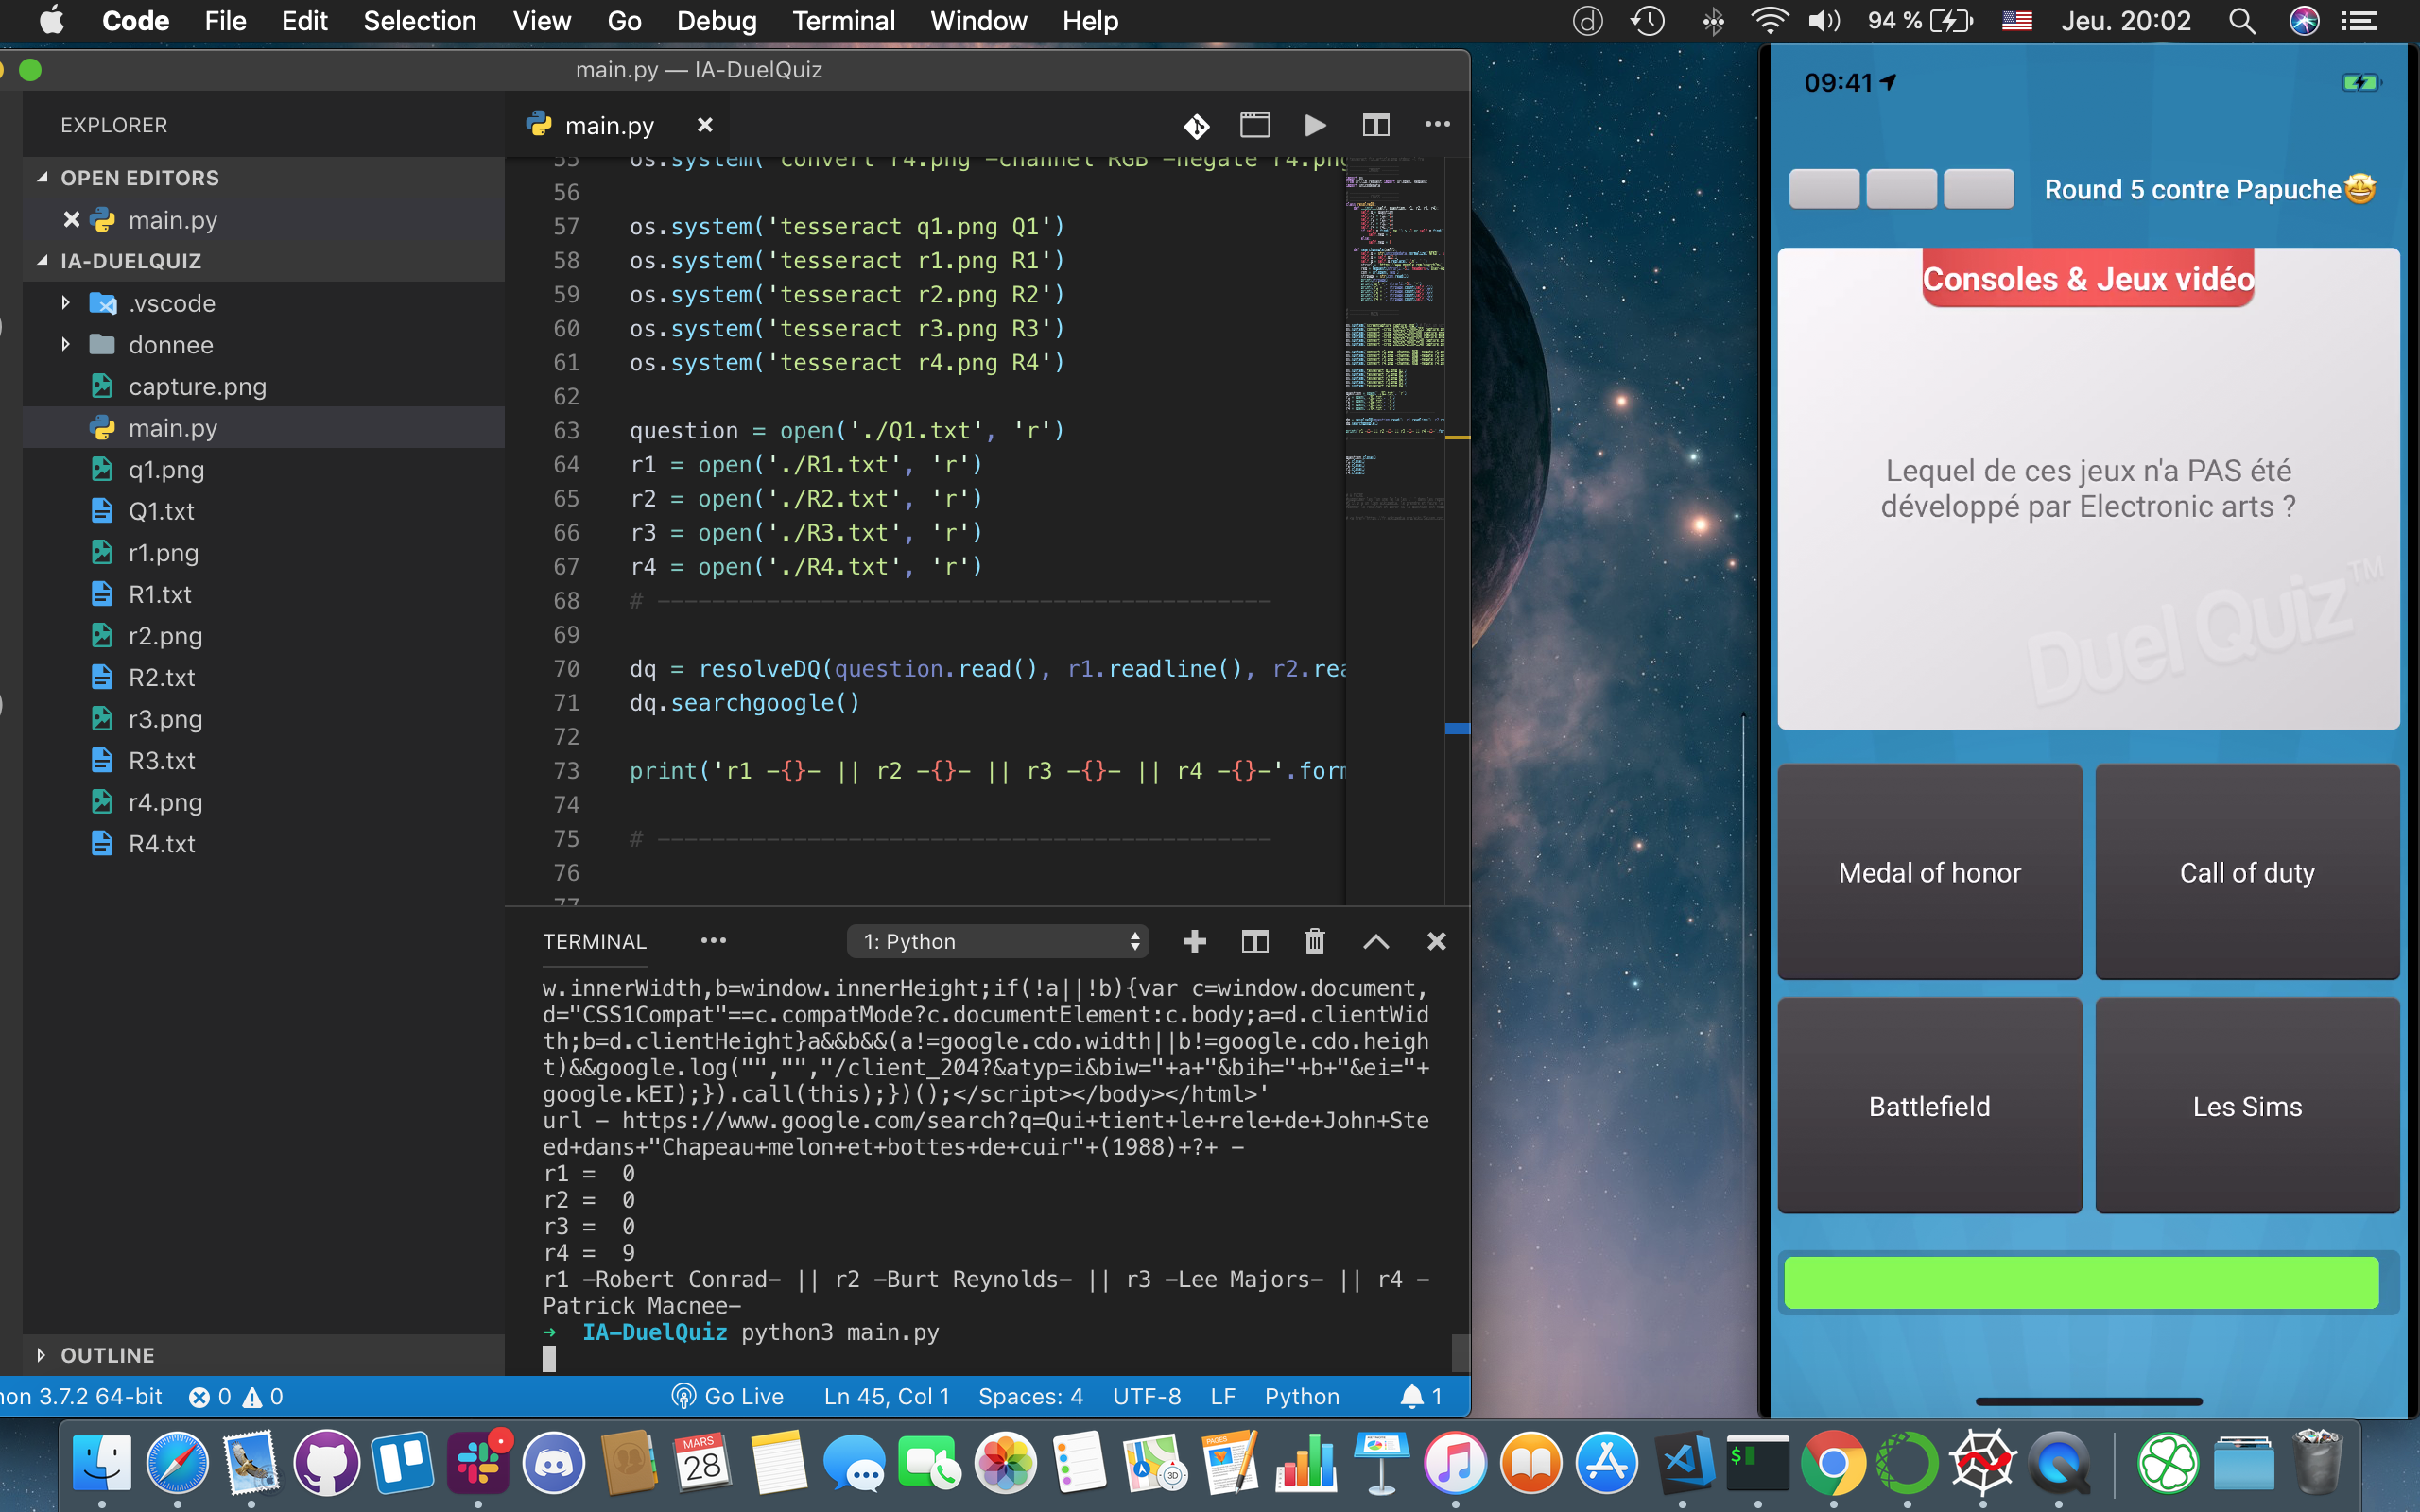 Code File Edit Selection View Go Debug Terminal Window Help
94 % Jeu. 20:02
main.py — IA-DuelQuiz
EXPLORER
OPEN EDITORS
main.py
IA-DUELQUIZ
.vscode
donnee
capture.png
main.py
q1.png
Q1.txt
r1.png
R1.txt
r2.png
R2.txt
r3.png
R3.txt
r4.png
R4.txt
OUTLINE
main.py
55 os.system('convert r4.png -channel RGB -negate r4.png
56
57 os.system('tesseract q1.png Q1')
58 os.system('tesseract r1.png R1')
59 os.system('tesseract r2.png R2')
60 os.system('tesseract r3.png R3')
61 os.system('tesseract r4.png R4')
62
63 question = open('./Q1.txt', 'r')
64 r1 = open('./R1.txt', 'r')
65 r2 = open('./R2.txt', 'r')
66 r3 = open('./R3.txt', 'r')
67 r4 = open('./R4.txt', 'r')
68 # ---------------------------------------------
69
70 dq = resolveDQ(question.read(), r1.readline(), r2.rea
71 dq.searchgoogle()
72
73 print('r1 -{}- || r2 -{}- || r3 -{}- || r4 -{}-'.form
74
75 # ---------------------------------------------
76
77
TERMINAL
1: Python
w.innerWidth,b=window.innerHeight;if(!a||!b){var c=window.document,
d="CSS1Compat"==c.compatMode?c.documentElement:c.body;a=d.clientWid
th;b=d.clientHeight}a&&b&&(a!=google.cdo.width||b!=google.cdo.heigh
t)&&google.log("","","/client_204?&atyp=i&biw="+a+"&bih="+b+"&ei="+
google.kEI);}).call(this);})();</script></body></html>'
url - https://www.google.com/search?q=Qui+tient+le+rele+de+John+Ste
ed+dans+"Chapeau+melon+et+bottes+de+cuir"+(1988)+?+ -
r1 =  0
r2 =  0
r3 =  0
r4 =  9
r1 -Robert Conrad- || r2 -Burt Reynolds- || r3 -Lee Majors- || r4 -
Patrick Macnee-
➜  IA-DuelQuiz python3 main.py
hon 3.7.2 64-bit 0 0 Go Live Ln 45, Col 1 Spaces: 4 UTF-8 LF Python 1
09:41
Round 5 contre Papuche🤩
Consoles & Jeux vidéo
Lequel de ces jeux n'a PAS été
développé par Electronic arts ?
Duel Quiz™
Medal of honor
Call of duty
Battlefield
Les Sims
MARS
28
3D
PAGES
$